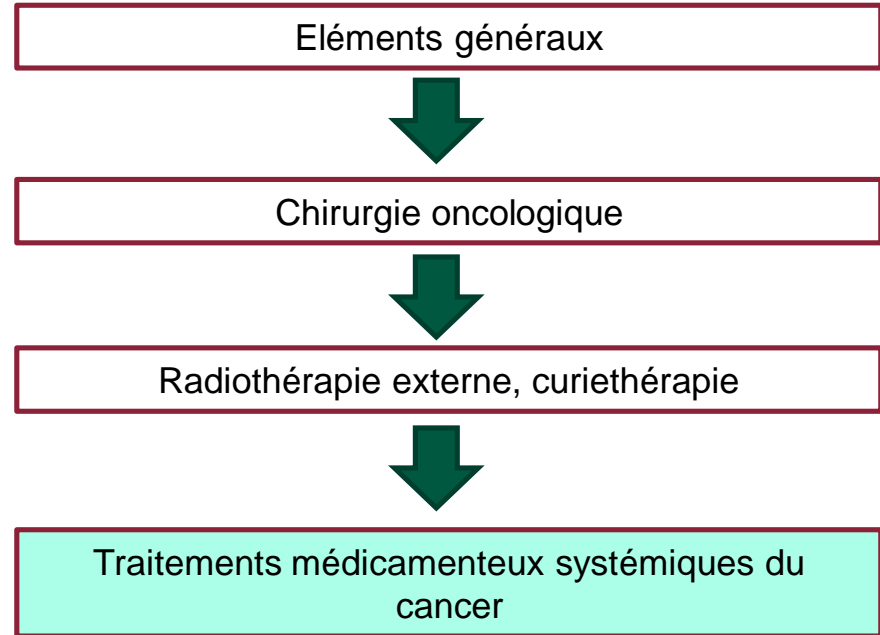 Eléments généraux
Chirurgie oncologique
Radiothérapie externe, curiethérapie
Traitements médicamenteux systémiques du
cancer